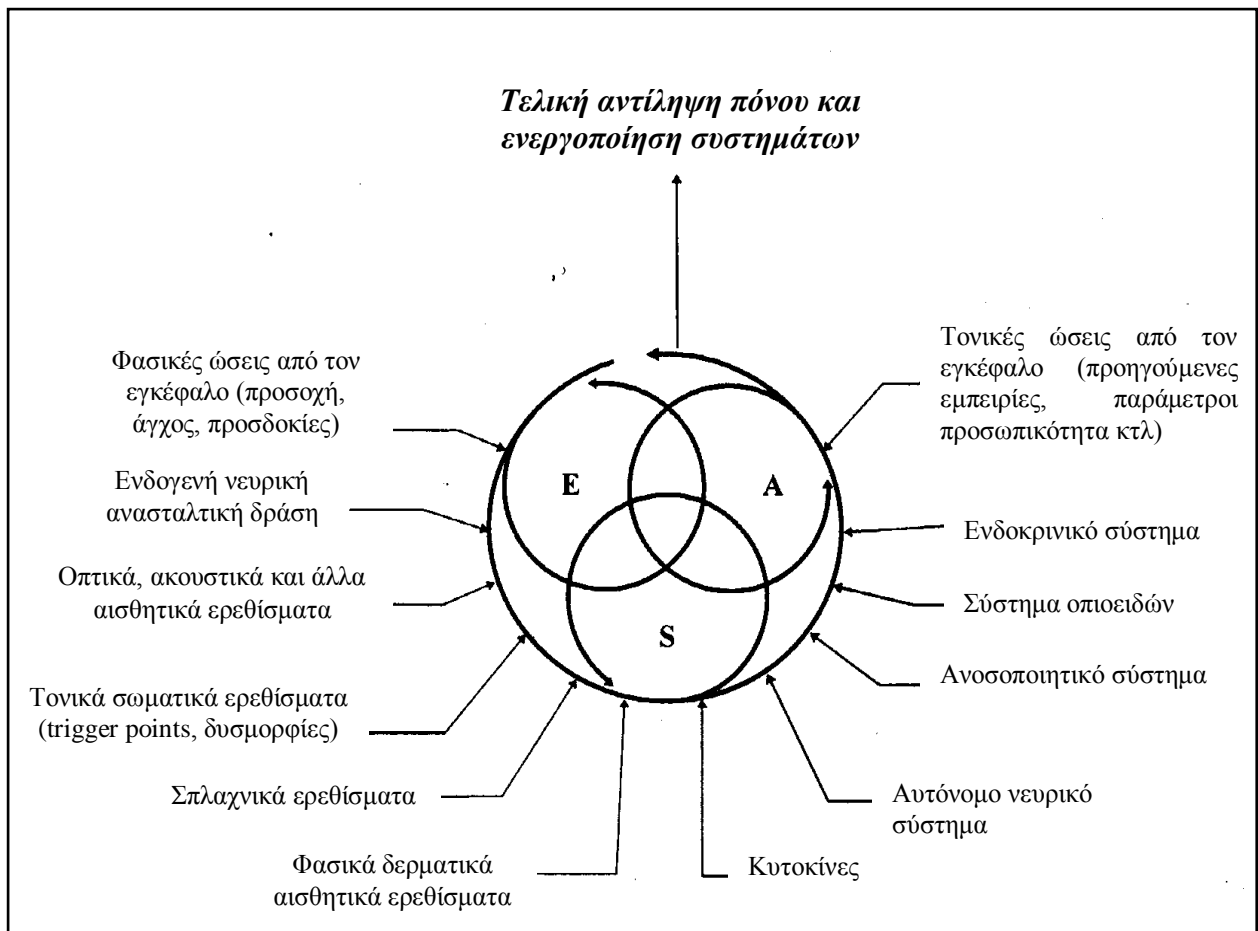 Τελική αντίληψη πόνου και
ενεργοποίηση συστημάτων
Φασικές ώσεις από τον
εγκέφαλο (προσοχή,
άγχος, προσδοκίες)
Τονικές ώσεις από τον
εγκέφαλο (προηγούμενες
εμπειρίες, παράμετροι
προσωπικότητα κτλ)
Ενδογενή νευρική
ανασταλτική δράση
E
A
Ενδοκρινικό σύστημα
Οπτικά, ακουστικά και άλλα
αισθητικά ερεθίσματα
Σύστημα οπιοειδών
S
Τονικά σωματικά ερεθίσματα
(trigger points, δυσμορφίες)
Ανοσοποιητικό σύστημα
Σπλαχνικά ερεθίσματα
Αυτόνομο νευρικό
σύστημα
Φασικά δερματικά
αισθητικά ερεθίσματα
Κυτοκίνες